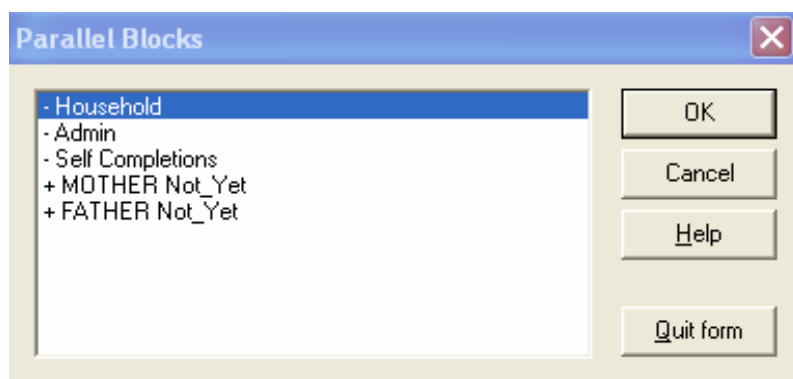 Parallel Blocks
- Household
- Admin
- Self Completions
+ MOTHER Not_Yet
+ FATHER Not_Yet
OK
Cancel
Help
Quit form